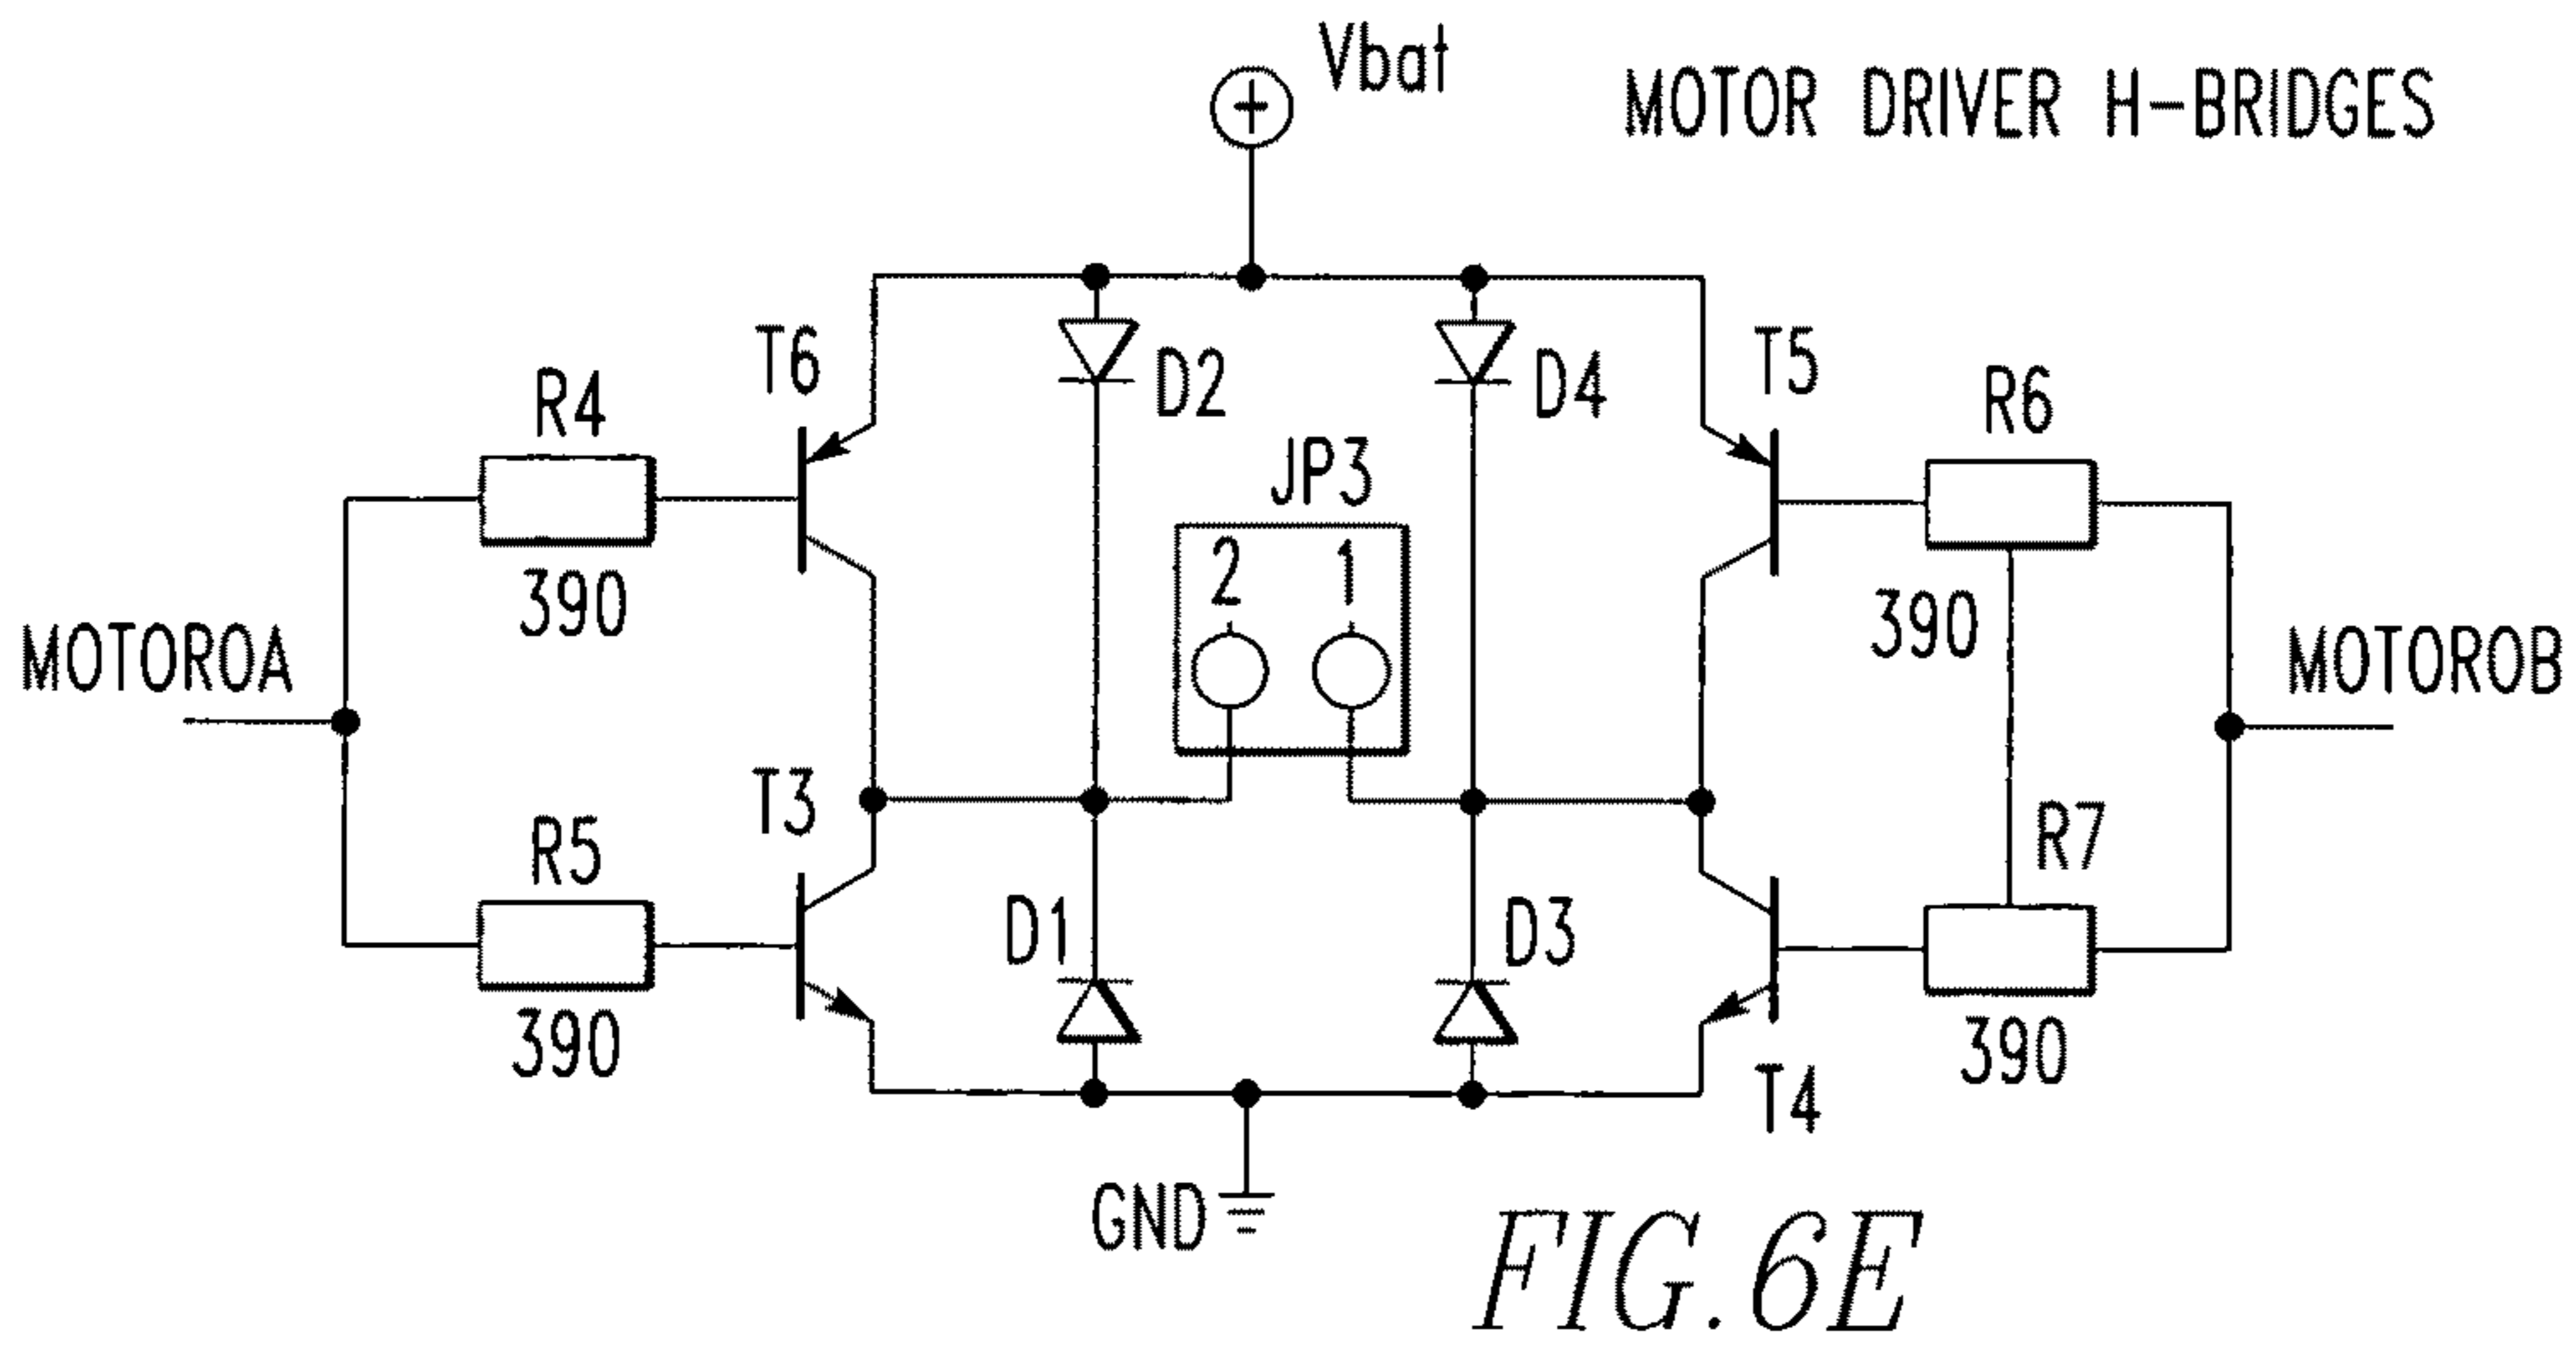 Vbat
MOTOR DRIVER H-BRIDGES
+
T6
D2
D4
T5
R4
R6
JP3
390
2
1
390
MOTOROA
MOTOROB
T3
R5
D1
D3
R7
390
390
T4
GND
FIG.6E